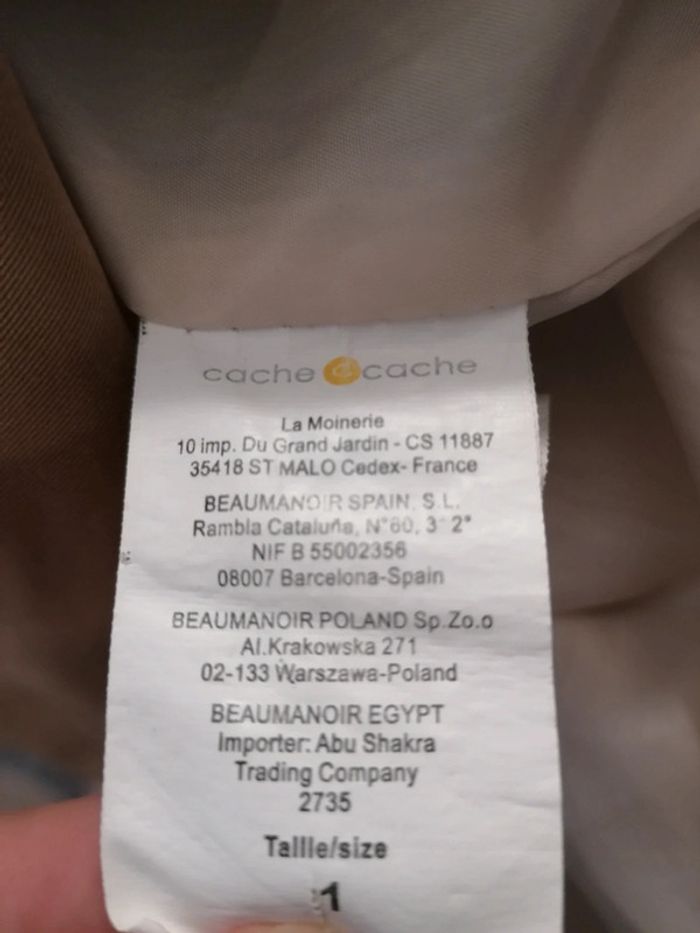 cache cache
La Moinerie
10 imp. Du Grand Jardin - CS 11887
35418 ST MALO Cedex- France
BEAUMANOIR SPAIN, S.L.
Rambla Cataluña, N°60, 3° 2°
NIF B 55002356
08007 Barcelona-Spain
BEAUMANOIR POLAND Sp.Zo.o
Al.Krakowska 271
02-133 Warszawa-Poland
BEAUMANOIR EGYPT
Importer: Abu Shakra
Trading Company
2735
Taille/size
1